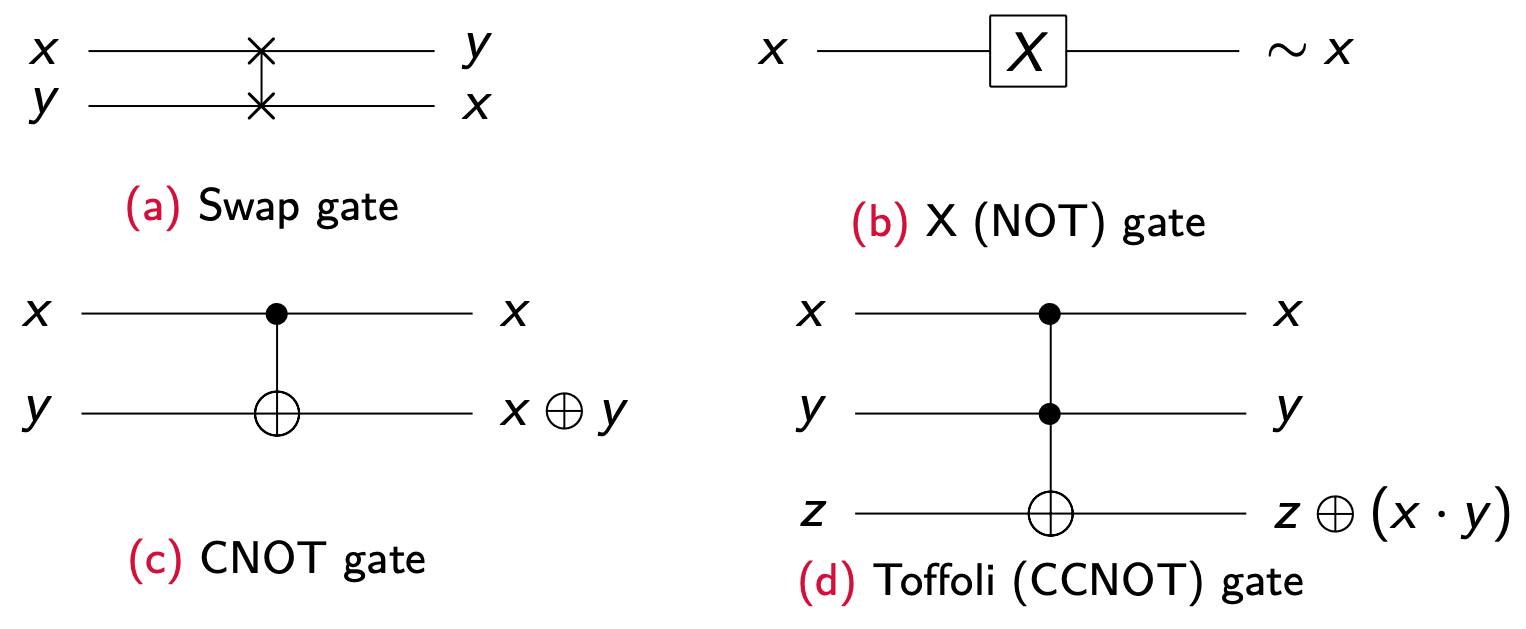 x y
y x
(a) Swap gate
x X ∼ x
(b) X (NOT) gate
x x
y x ⊕ y
(c) CNOT gate
x x
y y
z z ⊕ (x · y)
(d) Toffoli (CCNOT) gate